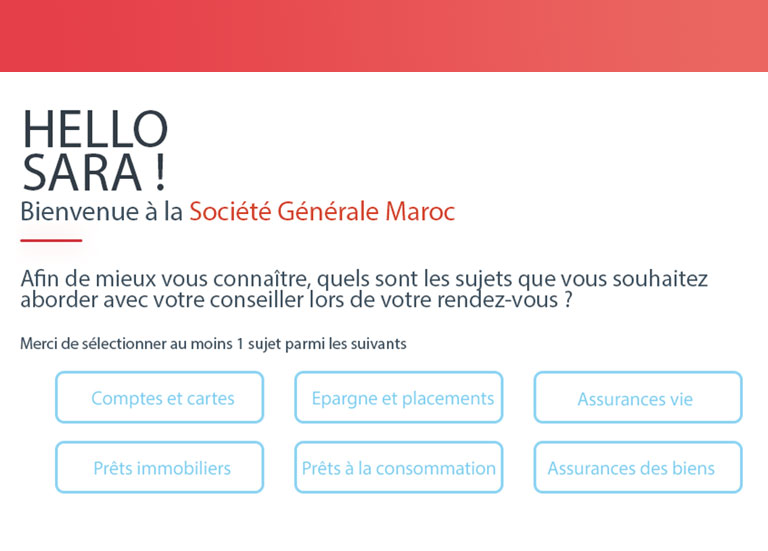 HELLO
SARA !
Bienvenue à la Société Générale Maroc
Afin de mieux vous connaître, quels sont les sujets que vous souhaitez
aborder avec votre conseiller lors de votre rendez-vous ?
Merci de sélectionner au moins 1 sujet parmi les suivants
Comptes et cartes
Epargne et placements
Assurances vie
Prêts immobiliers
Prêts à la consommation
Assurances des biens